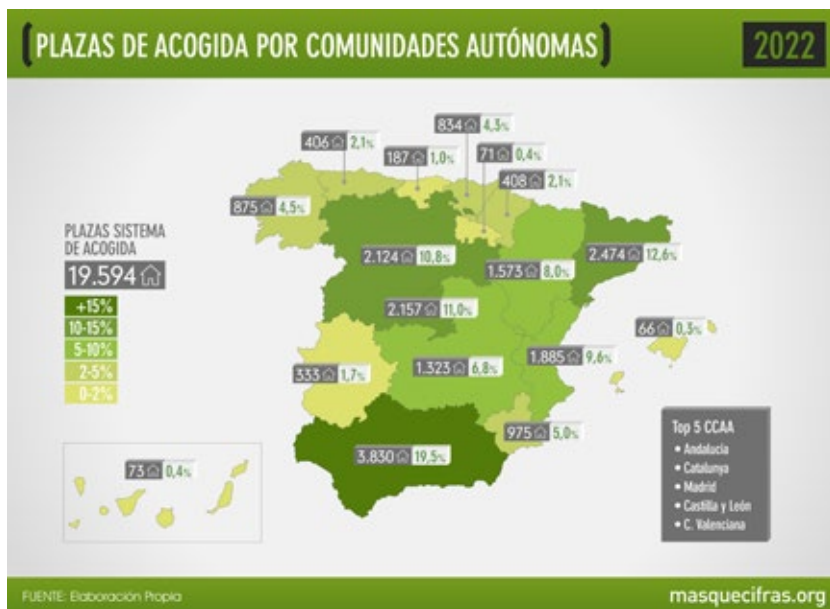 PLAZAS DE ACOGIDA POR COMUNIDADES AUTÓNOMAS
2022
834 4,3%
406 2,1%
187 1,0%
71 0,4%
408 2,1%
875 4,5%
PLAZAS SISTEMA
DE ACOGIDA
19.594
+15%
10-15%
5-10%
2-5%
0-2%
2.124 10,8%
1.573 8,0%
2.474 12,6%
2.157 11,0%
66 0,3%
333 1,7%
1.323 6,8%
1.885 9,6%
975 5,0%
3.830 19,5%
73 0,4%
Top 5 CCAA
• Andalucía
• Catalunya
• Madrid
• Castilla y León
• C. Valenciana
FUENTE: Elaboración Propia
masquecifras.org